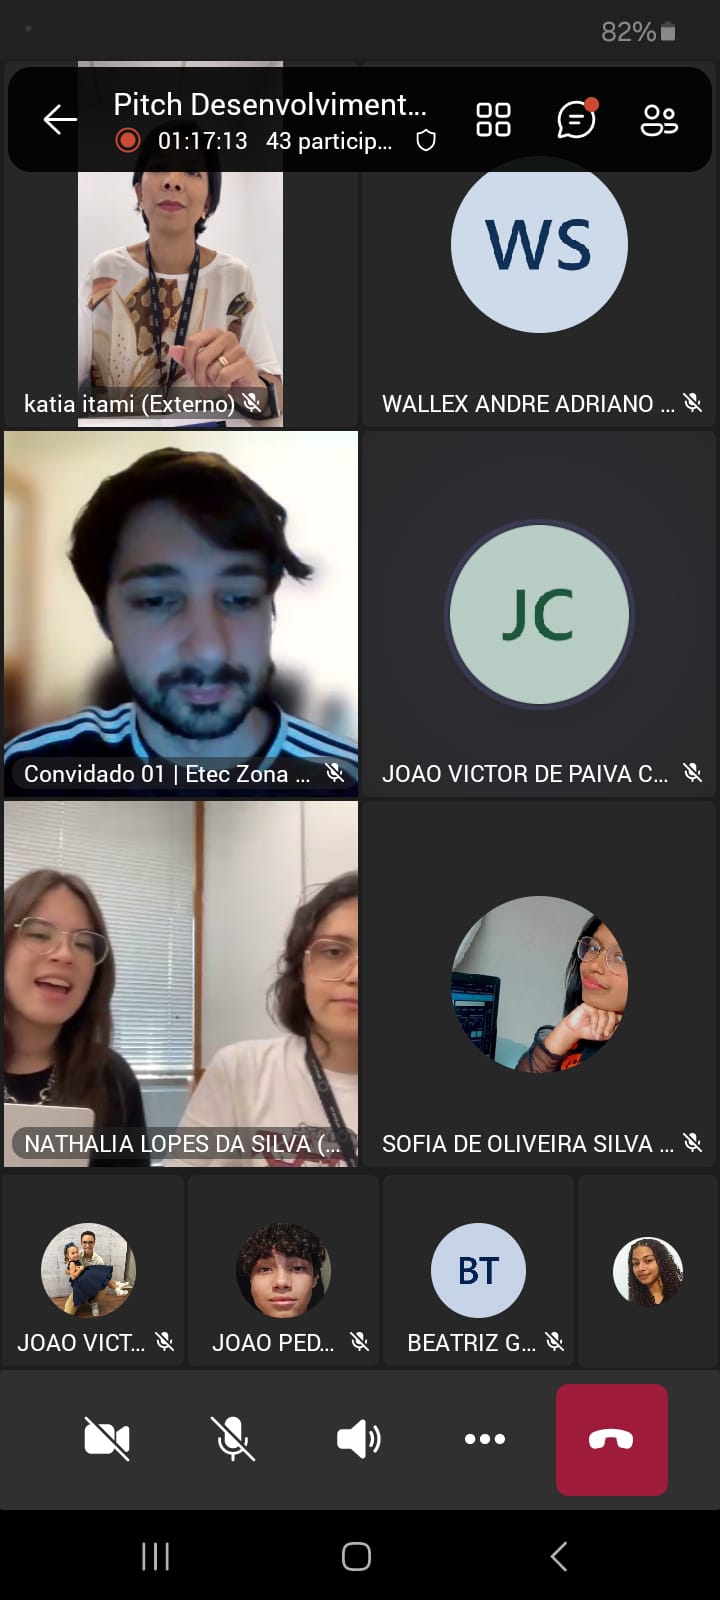 82%
Pitch Desenvolviment...
01:17:13 43 particip...
WS
katia itami (Externo)
WALLEX ANDRE ADRIANO ...
JC
Convidado 01 | Etec Zona ...
JOAO VICTOR DE PAIVA C...
NATHALIA LOPES DA SILVA (...
SOFIA DE OLIVEIRA SILVA ...
BT
JOAO VICT...
JOAO PED...
BEATRIZ G...